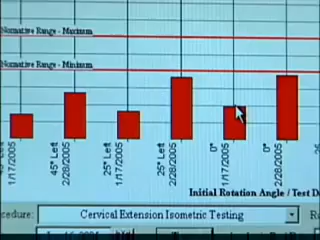 Normative Range - Maximum
Normative Range - Minimum
1/17/2005
45° Left
2/28/2005
25° Left
1/17/2005
25° Left
2/28/2005
0°
1/17/2005
0°
2/28/2005
Initial Rotation Angle / Test D
cedure:
Cervical Extension Isometric Testing